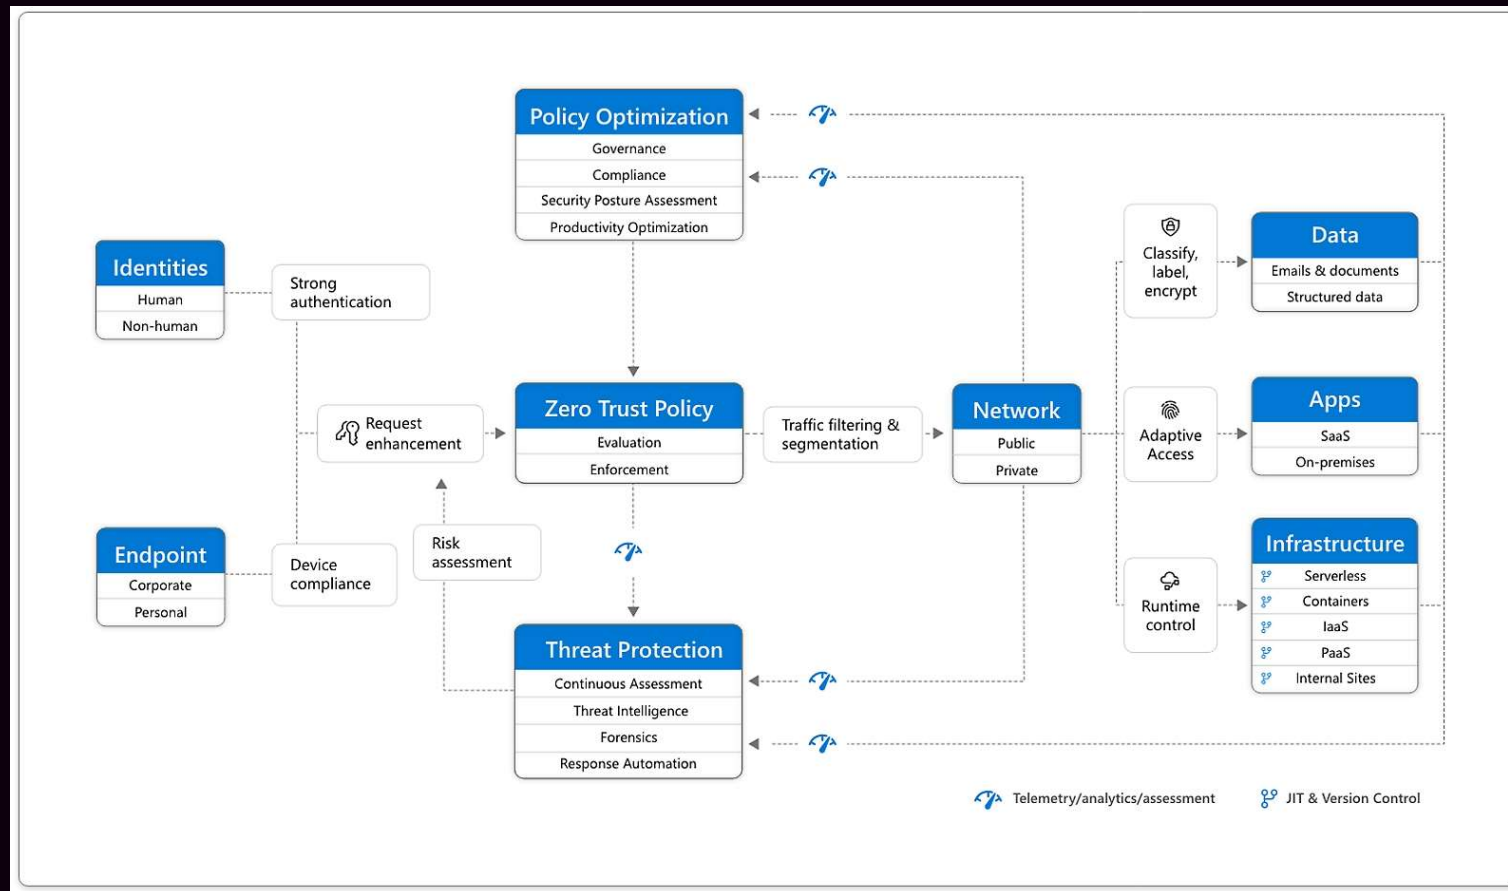 Policy Optimization
Governance
Compliance
Security Posture Assessment
Productivity Optimization
Identities
Human
Non-human
Strong
authentication
Endpoint
Corporate
Personal
Device
compliance
Request
enhancement
Risk
assessment
Zero Trust Policy
Evaluation
Enforcement
Threat Protection
Continuous Assessment
Threat Intelligence
Forensics
Response Automation
Traffic filtering &
segmentation
Network
Public
Private
Classify,
label,
encrypt
Data
Emails & documents
Structured data
Adaptive
Access
Apps
SaaS
On-premises
Runtime
control
Infrastructure
Serverless
Containers
IaaS
PaaS
Internal Sites
Telemetry/analytics/assessment
JIT & Version Control